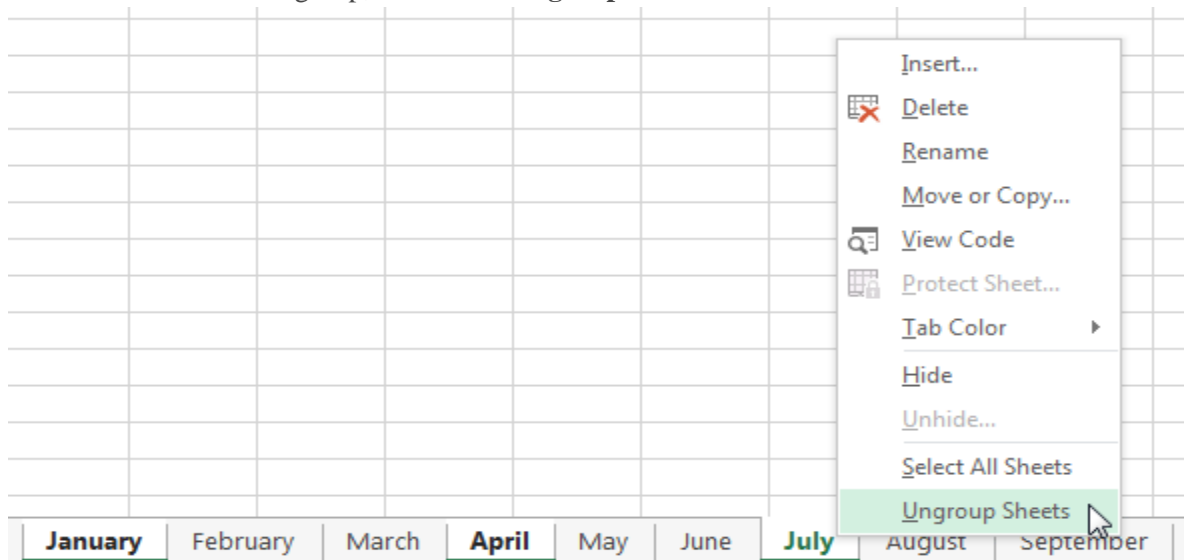 Insert...
Delete
Rename
Move or Copy...
View Code
Protect Sheet...
Tab Color
Hide
Unhide...
Select All Sheets
Ungroup Sheets
January February March April May June July August September